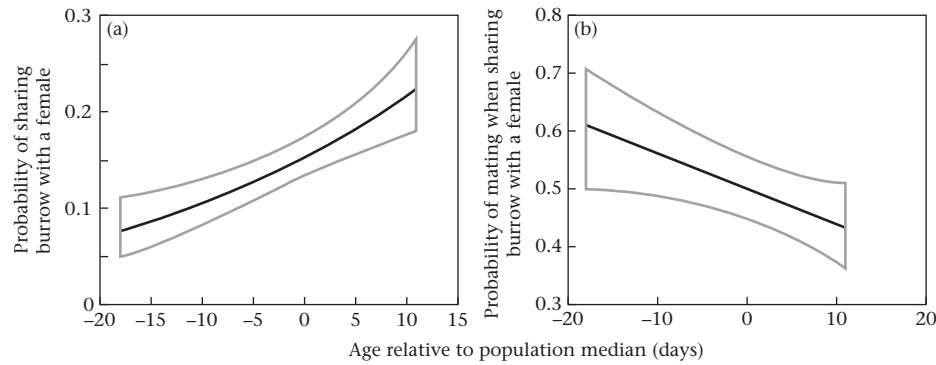 (a)
Probability of sharing
burrow with a female
0.3
0.2
0.1
0
–20 –15 –10 –5 0 5 10 15
(b)
Probability of mating when sharing
burrow with a female
0.8
0.7
0.6
0.5
0.4
0.3
–20 –10 0 10 20
Age relative to population median (days)